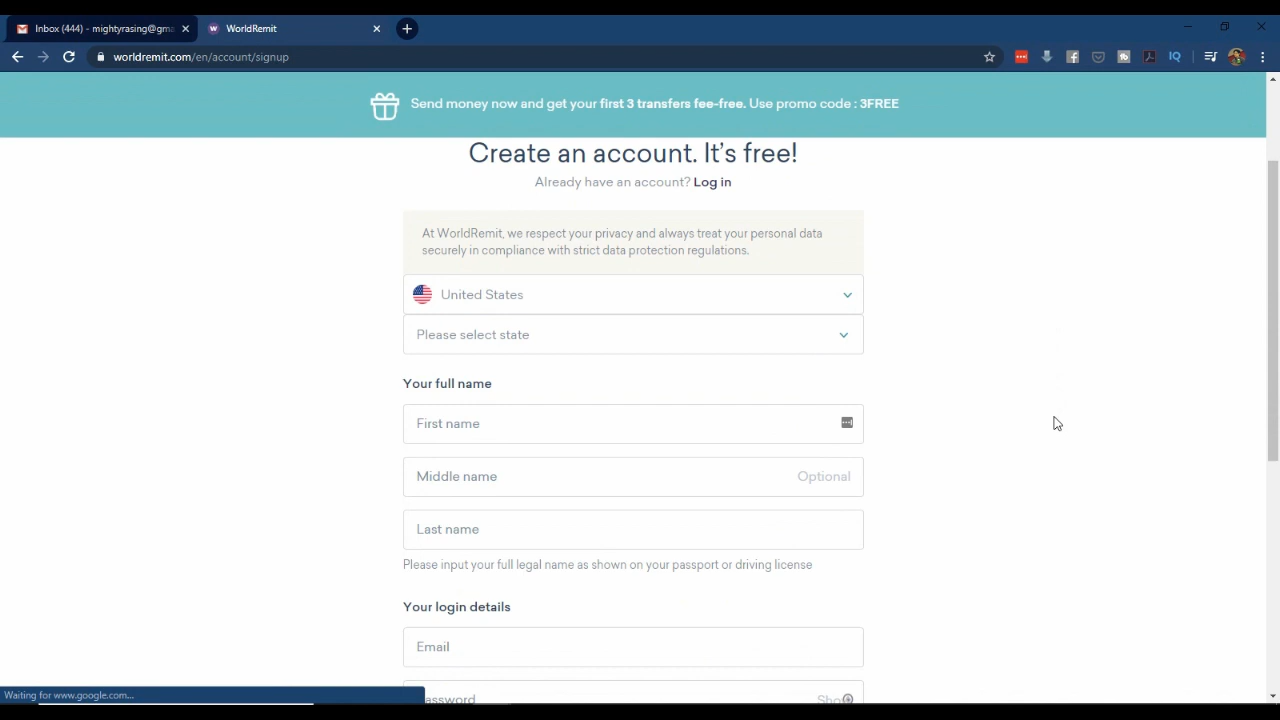 Inbox (444) - mightyrasing@gma
WorldRemit
worldremit.com/en/account/signup
IQ
Send money now and get your first 3 transfers fee-free. Use promo code : 3FREE
Create an account. It's free!
Already have an account? Log in
At WorldRemit, we respect your privacy and always treat your personal data
securely in compliance with strict data protection regulations.
United States
Please select state
Your full name
First name
Middle name
Optional
Last name
Please input your full legal name as shown on your passport or driving license
Your login details
Email
assword
Sho
Waiting for www.google.com...